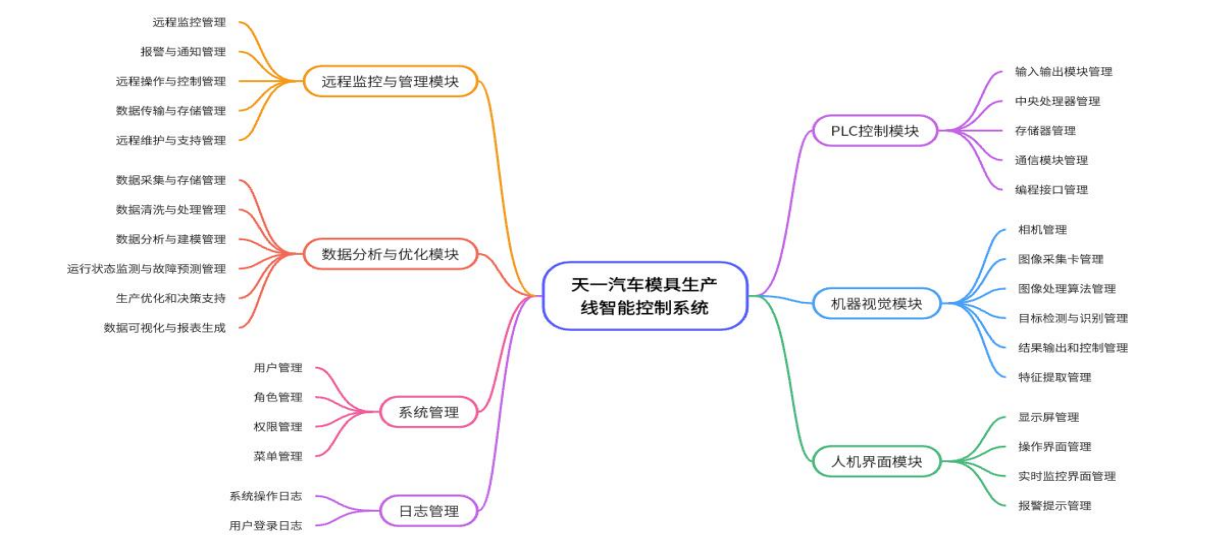 天一汽车模具生产
线智能控制系统
远程监控与管理模块
远程监控管理
报警与通知管理
远程操作与控制管理
数据传输与存储管理
远程维护与支持管理
数据分析与优化模块
数据采集与存储管理
数据清洗与处理管理
数据分析与建模管理
运行状态监测与故障预测管理
生产优化和决策支持
数据可视化与报表生成
系统管理
用户管理
角色管理
权限管理
菜单管理
日志管理
系统操作日志
用户登录日志
PLC控制模块
输入输出模块管理
中央处理器管理
存储器管理
通信模块管理
编程接口管理
机器视觉模块
相机管理
图像采集卡管理
图像处理算法管理
目标检测与识别管理
结果输出和控制管理
特征提取管理
人机界面模块
显示屏管理
操作界面管理
实时监控界面管理
报警提示管理